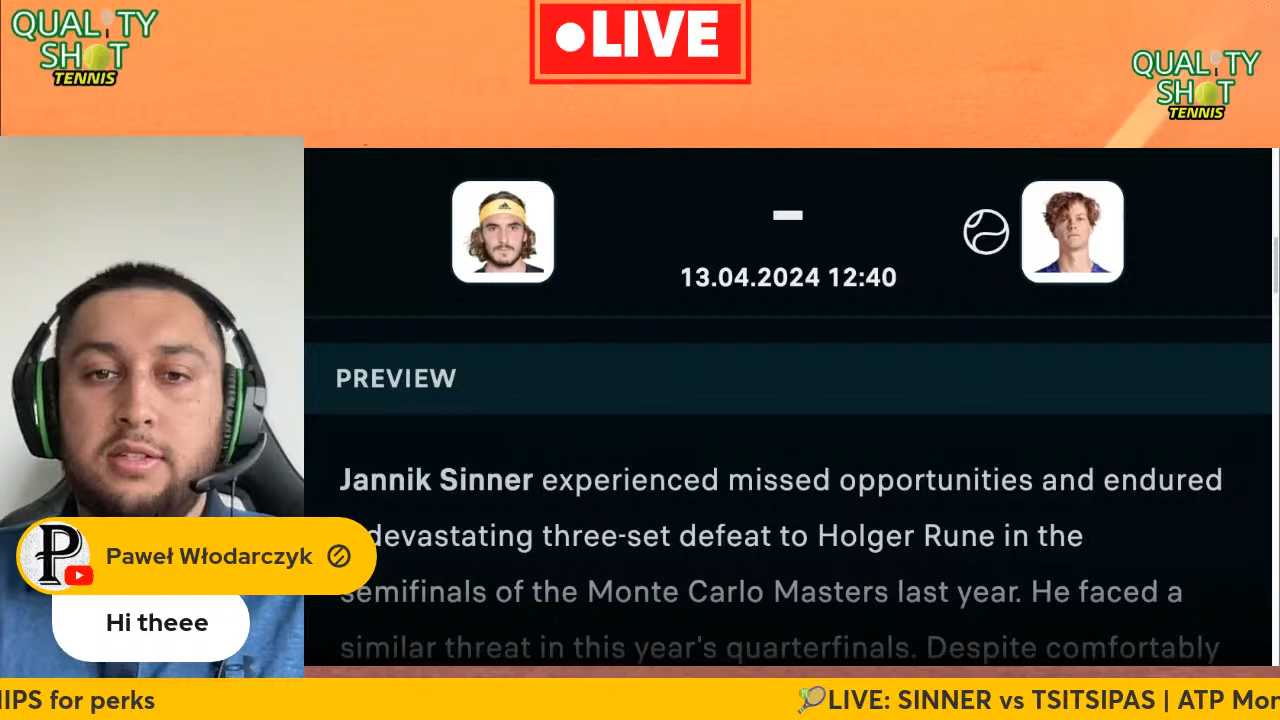 QUALITY
SHOT
TENNIS
LIVE
QUALITY
SHOT
TENNIS
–
13.04.2024 12:40
PREVIEW
Jannik Sinner experienced missed opportunities and endured
devastating three-set defeat to Holger Rune in the
semifinals of the Monte Carlo Masters last year. He faced a
similar threat in this year's quarterfinals. Despite comfortably
P
Paweł Włodarczyk
Hi theee
IPS for perks
LIVE: SINNER vs TSITSIPAS | ATP Mon